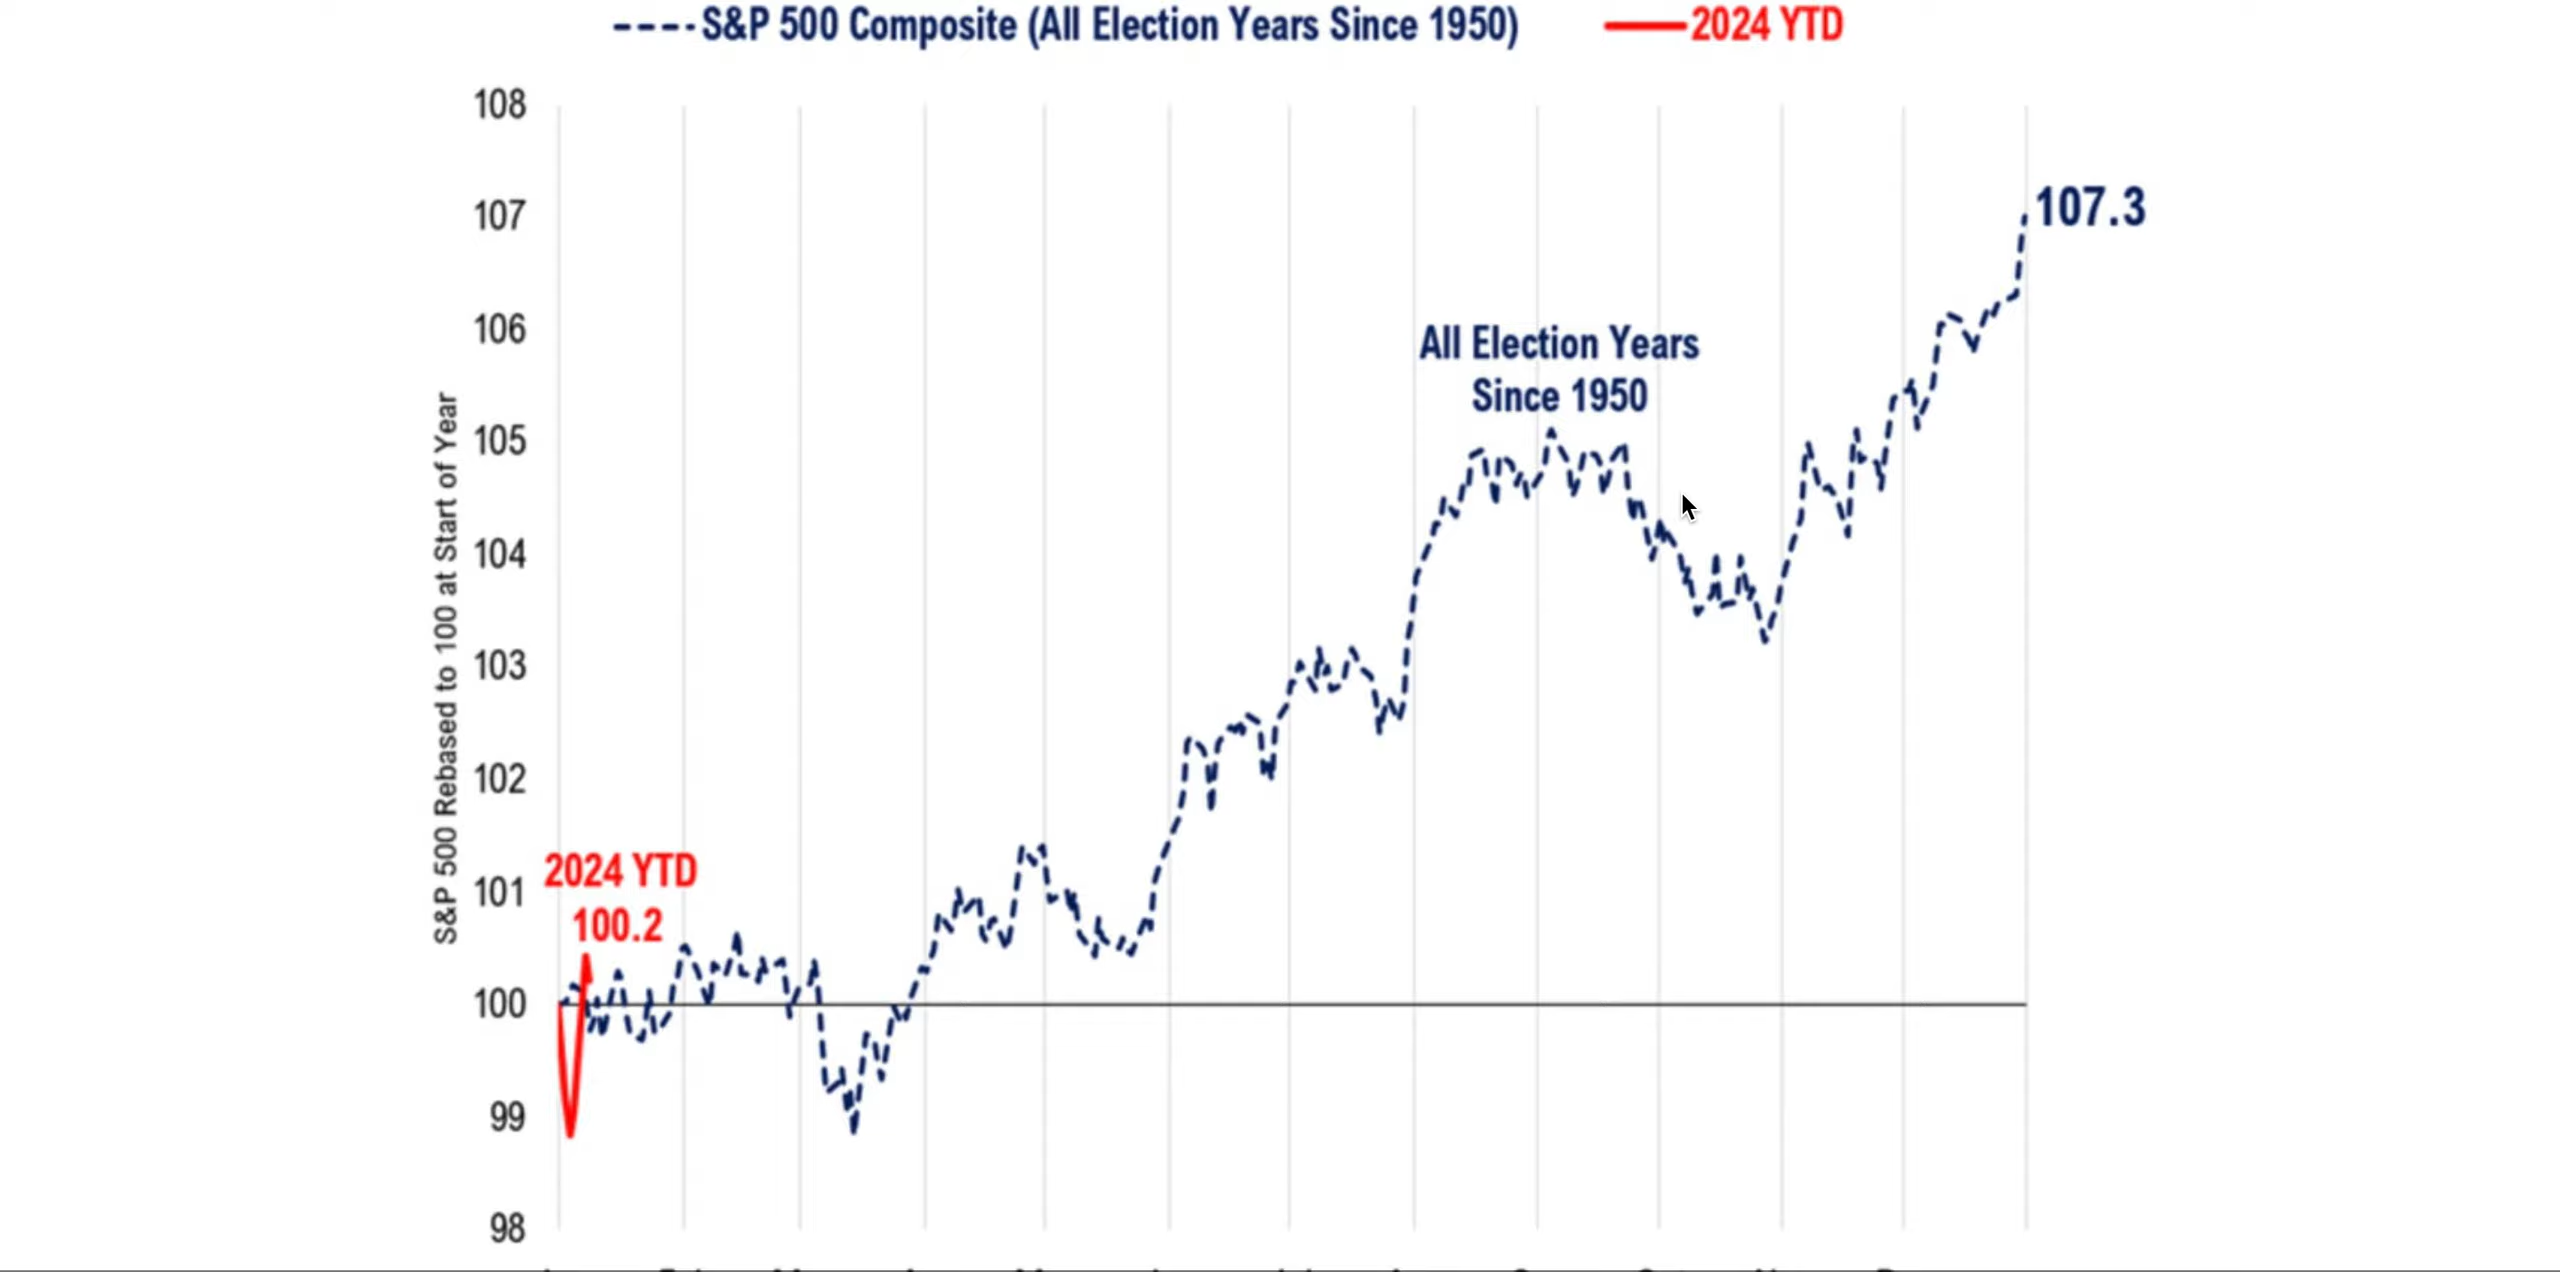 S&P 500 Composite (All Election Years Since 1950) 2024 YTD
108
107
106
105
104
103
102
101
100
99
98
S&P 500 Rebased to 100 at Start of Year
107.3
All Election Years
Since 1950
2024 YTD
100.2